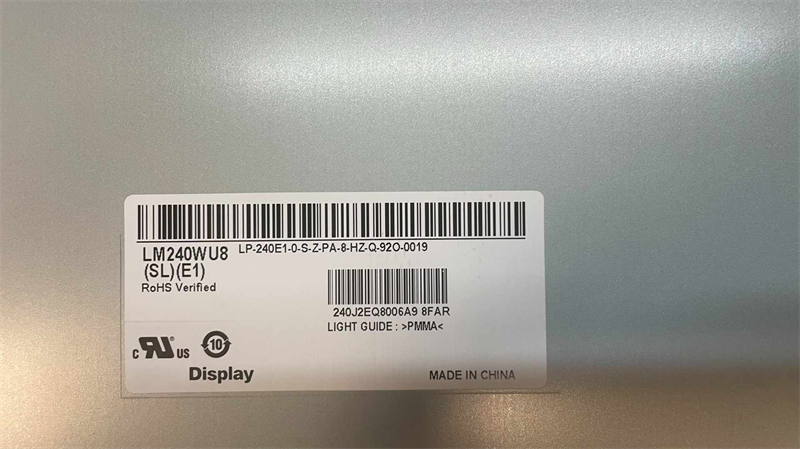 LM240WU8
(SL)(E1)
RoHS Verified
LP-240E1-0-S-Z-PA-8-HZ-Q-92O-0019
240J2EQ8006A9 8FAR
LIGHT GUIDE : >PMMA<
c RU US
10
Display
MADE IN CHINA